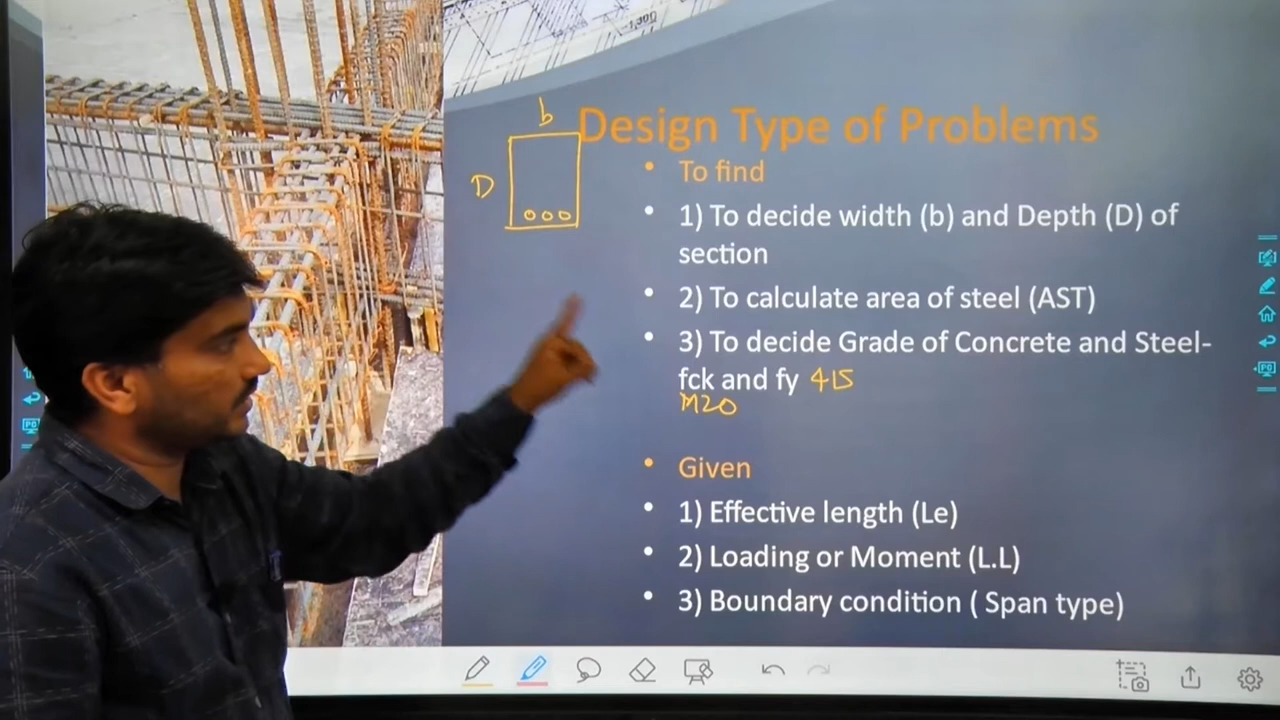 1,300
b
Design Type of Problems
D
• To find
• 1) To decide width (b) and Depth (D) of
section
• 2) To calculate area of steel (AST)
• 3) To decide Grade of Concrete and Steel-
fck and fy 415
M20
• Given
• 1) Effective length (Le)
• 2) Loading or Moment (L.L)
• 3) Boundary condition ( Span type)